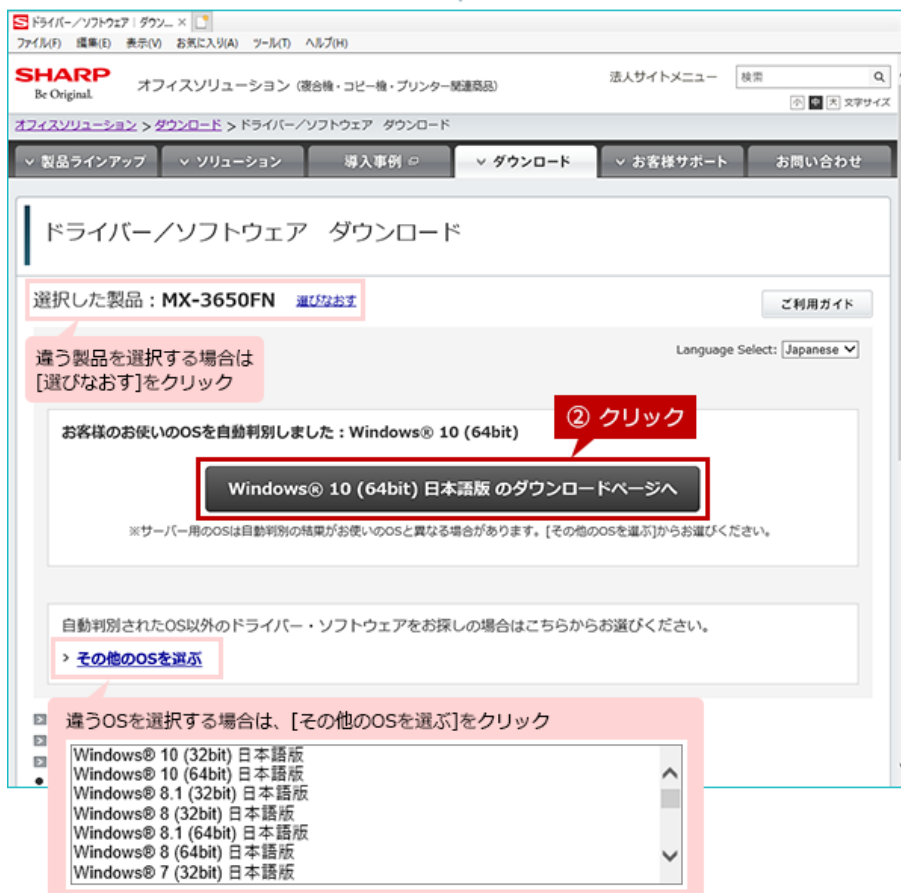 ドライバー／ソフトウェア | ダウン... ×
ファイル(F) 編集(E) 表示(V) お気に入り(A) ツール(T) ヘルプ(H)
SHARP
Be Original.
オフィスソリューション（複合機・コピー機・プリンター関連商品）
法人サイトメニュー
検索
小 中 大 文字サイズ
オフィスソリューション > ダウンロード > ドライバー／ソフトウェア ダウンロード
製品ラインアップ
ソリューション
導入事例
ダウンロード
お客様サポート
お問い合わせ
ドライバー／ソフトウェア ダウンロード
選択した製品：MX-3650FN 選びなおす
ご利用ガイド
違う製品を選択する場合は
[選びなおす]をクリック
Language Select: Japanese
② クリック
お客様のお使いのOSを自動判別しました：Windows® 10 (64bit)
Windows® 10 (64bit) 日本語版 のダウンロードページへ
※サーバー用のOSは自動判別の結果がお使いのOSと異なる場合があります。[その他のOSを選ぶ]からお選びください。
自動判別されたOS以外のドライバー・ソフトウェアをお探しの場合はこちらからお選びください。
> その他のOSを選ぶ
違うOSを選択する場合は、[その他のOSを選ぶ]をクリック
Windows® 10 (32bit) 日本語版
Windows® 10 (64bit) 日本語版
Windows® 8.1 (32bit) 日本語版
Windows® 8 (32bit) 日本語版
Windows® 8.1 (64bit) 日本語版
Windows® 8 (64bit) 日本語版
Windows® 7 (32bit) 日本語版